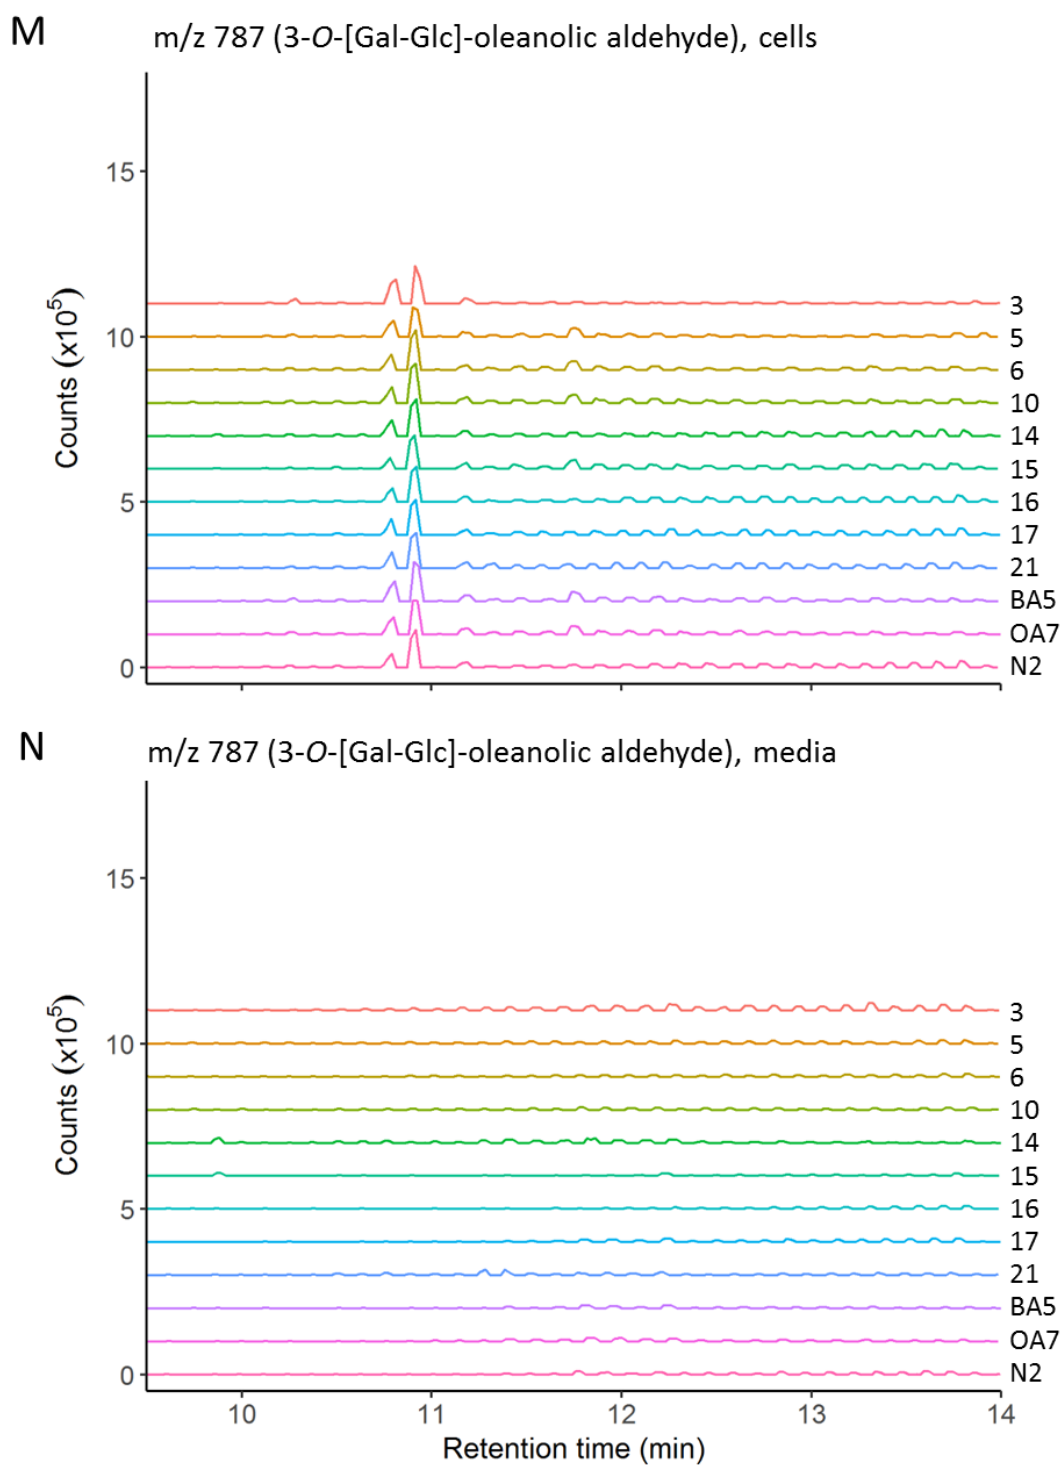 M
m/z 787 (3-O-[Gal-Glc]-oleanolic aldehyde), cells
15
10
5
0
Counts (x10⁵)
3
5
6
10
14
15
16
17
21
BA5
OA7
N2
N
m/z 787 (3-O-[Gal-Glc]-oleanolic aldehyde), media
15
10
5
0
Counts (x10⁵)
3
5
6
10
14
15
16
17
21
BA5
OA7
N2
10 11 12 13 14
Retention time (min)